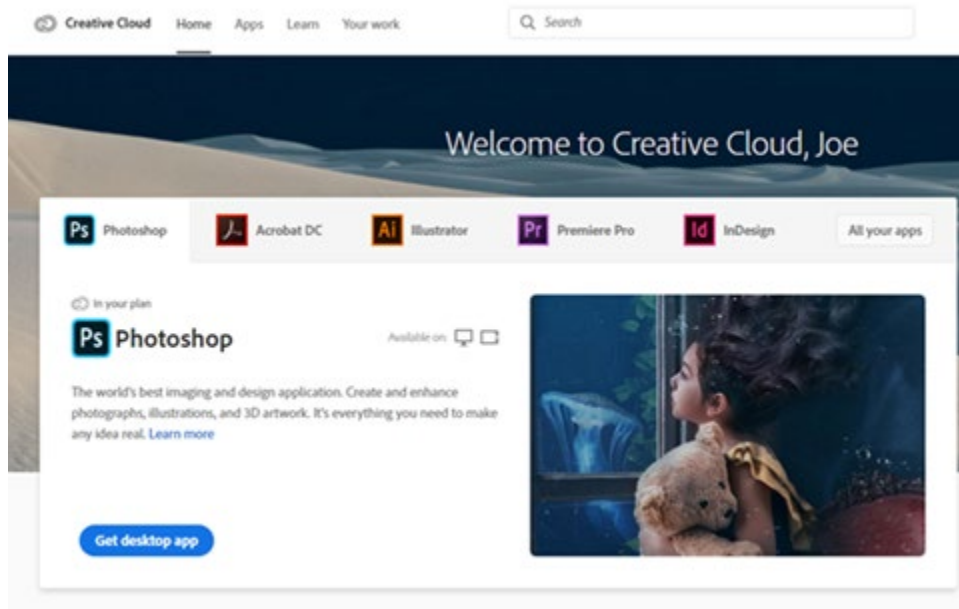 Creative Cloud Home Apps Learn Your work Search
Welcome to Creative Cloud, Joe
Ps Photoshop Acrobat DC Ai Illustrator Pr Premiere Pro Id InDesign All your apps
In your plan
Ps Photoshop Available on:
The world's best imaging and design application. Create and enhance
photographs, illustrations, and 3D artwork. It's everything you need to make
any idea real. Learn more
Get desktop app